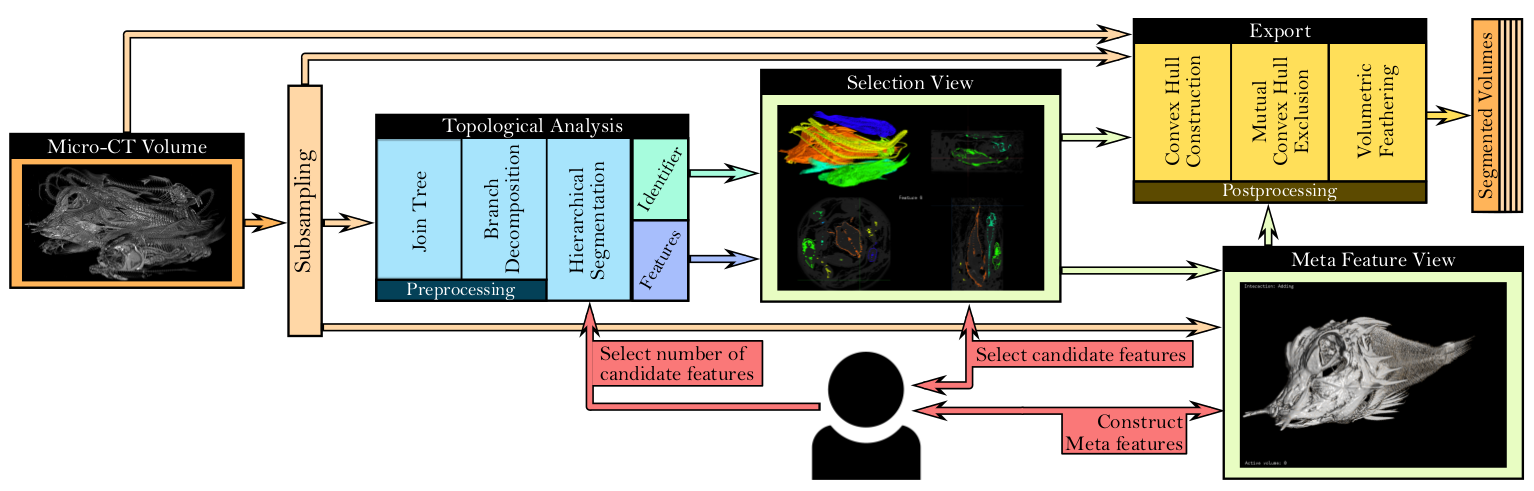 Micro-CT Volume
Subsampling
Topological Analysis
Join Tree
Branch
Decomposition
Hierarchical
Segmentation
Identifier
Features
Preprocessing
Selection View
Feature 6
Export
Convex Hull
Construction
Mutual
Convex Hull
Exclusion
Volumetric
Feathering
Postprocessing
Segmented Volumes
Meta Feature View
Interaction: Adding
Active volume: 0
Select number of
candidate features
Select candidate features
Construct
Meta features